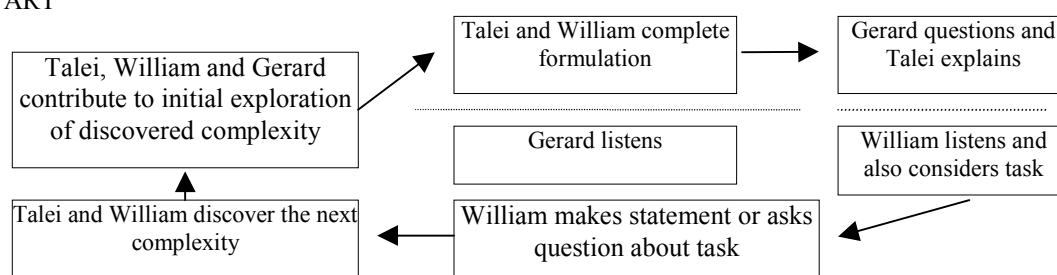 ART
Talei, William and Gerard
contribute to initial exploration
of discovered complexity
Talei and William complete
formulation
Gerard questions and
Talei explains
Gerard listens
William listens and
also considers task
Talei and William discover the next
complexity
William makes statement or asks
question about task